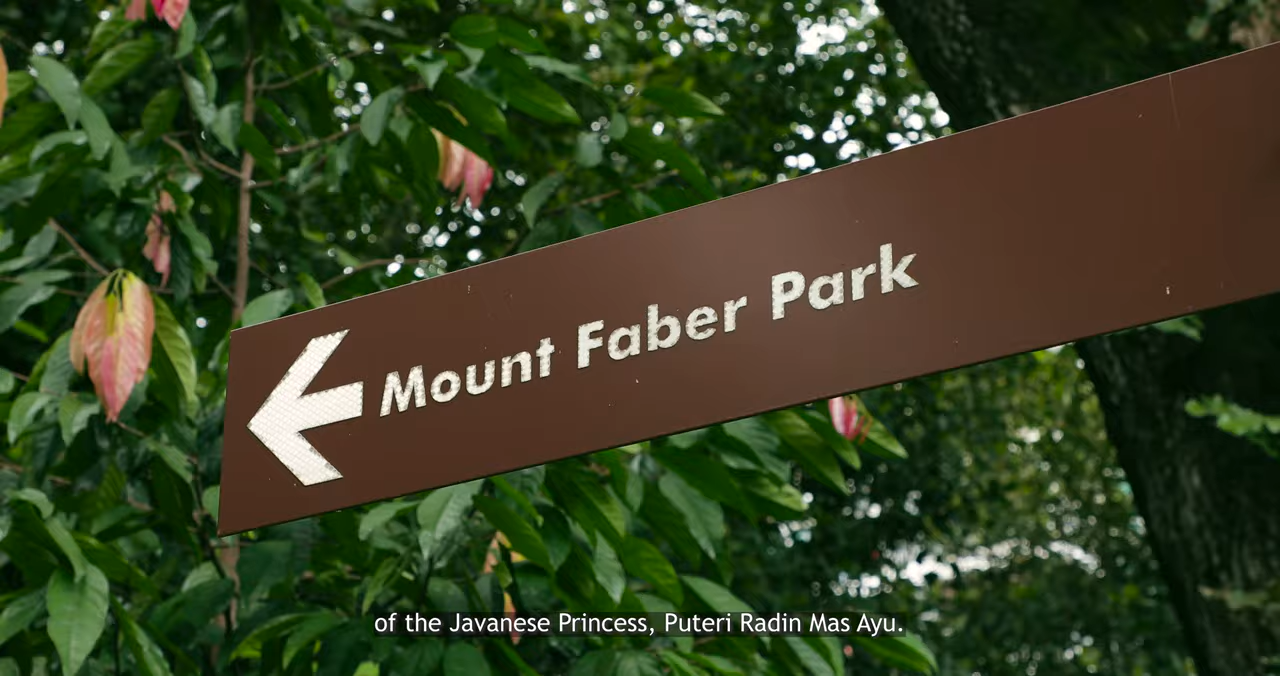 Mount Faber Park
of the Javanese Princess, Puteri Radin Mas Ayu.